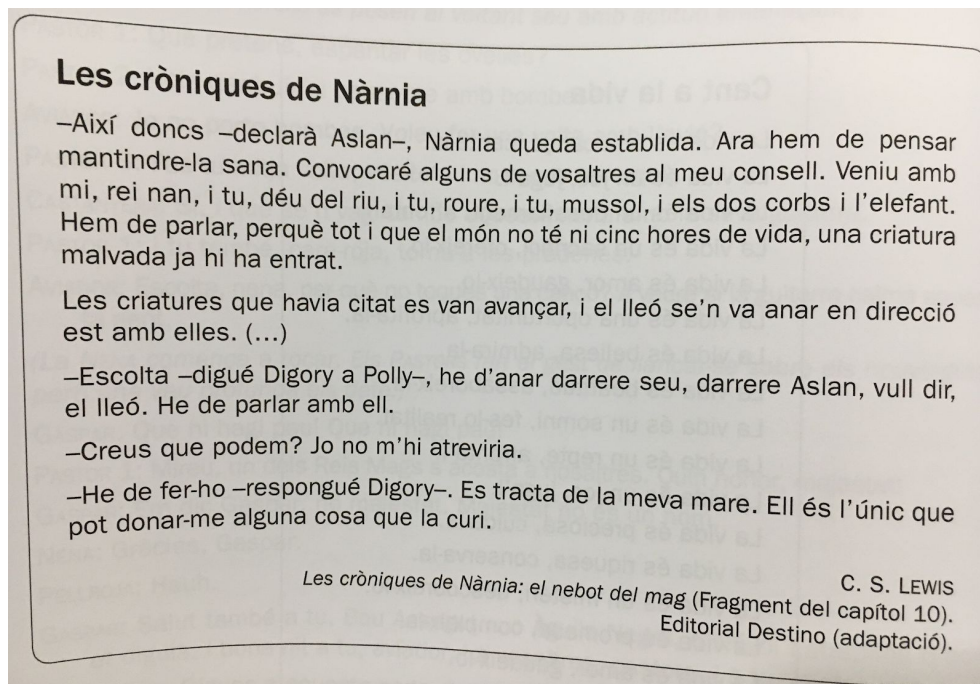 Les cròniques de Nàrnia
–Així doncs –declarà Aslan–, Nàrnia queda establida. Ara hem de pensar
mantindre-la sana. Convocaré alguns de vosaltres al meu consell. Veniu amb
mi, rei nan, i tu, déu del riu, i tu, roure, i tu, mussol, i els dos corbs i l'elefant.
Hem de parlar, perquè tot i que el món no té ni cinc hores de vida, una criatura
malvada ja hi ha entrat.
Les criatures que havia citat es van avançar, i el lleó se'n va anar en direcció
est amb elles. (...)
–Escolta –digué Digory a Polly–, he d'anar darrere seu, darrere Aslan, vull dir,
el lleó. He de parlar amb ell.
–Creus que podem? Jo no m'hi atreviria.
–He de fer-ho –respongué Digory–. Es tracta de la meva mare. Ell és l'únic que
pot donar-me alguna cosa que la curi.
C. S. LEWIS
Les cròniques de Nàrnia: el nebot del mag (Fragment del capítol 10).
Editorial Destino (adaptació).